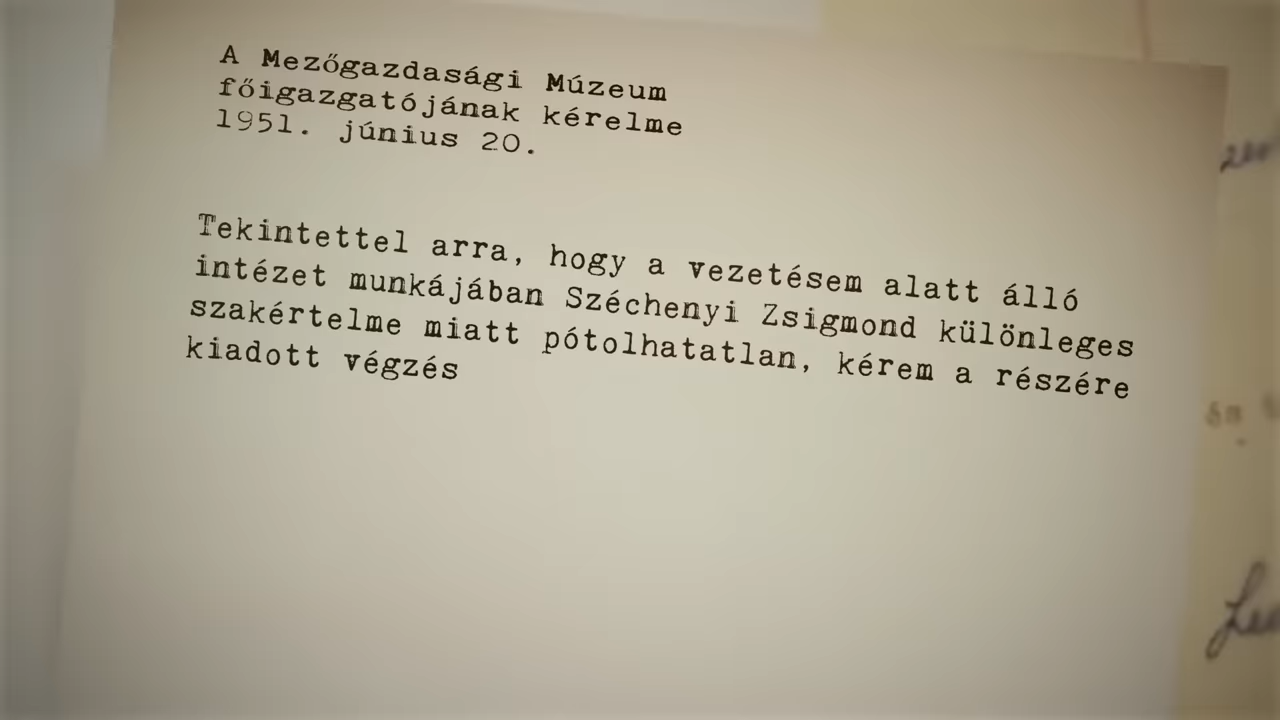 A Mezőgazdasági Múzeum
főigazgatójának kérelme
1951. június 20.
Tekintettel arra, hogy a vezetésem alatt álló
intézet munkájában Széchenyi Zsigmond különleges
szakértelme miatt pótolhatatlan, kérem a részére
kiadott végzés